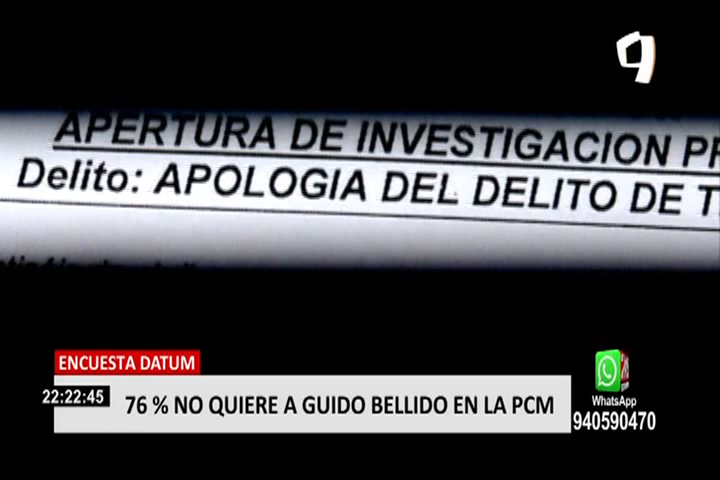 APERTURA DE INVESTIGACION
Delito: APOLOGIA DEL DELITO DE
ENCUESTA DATUM
22:22:45
76 % NO QUIERE A GUIDO BELLIDO EN LA PCM
WhatsApp
940590470
9